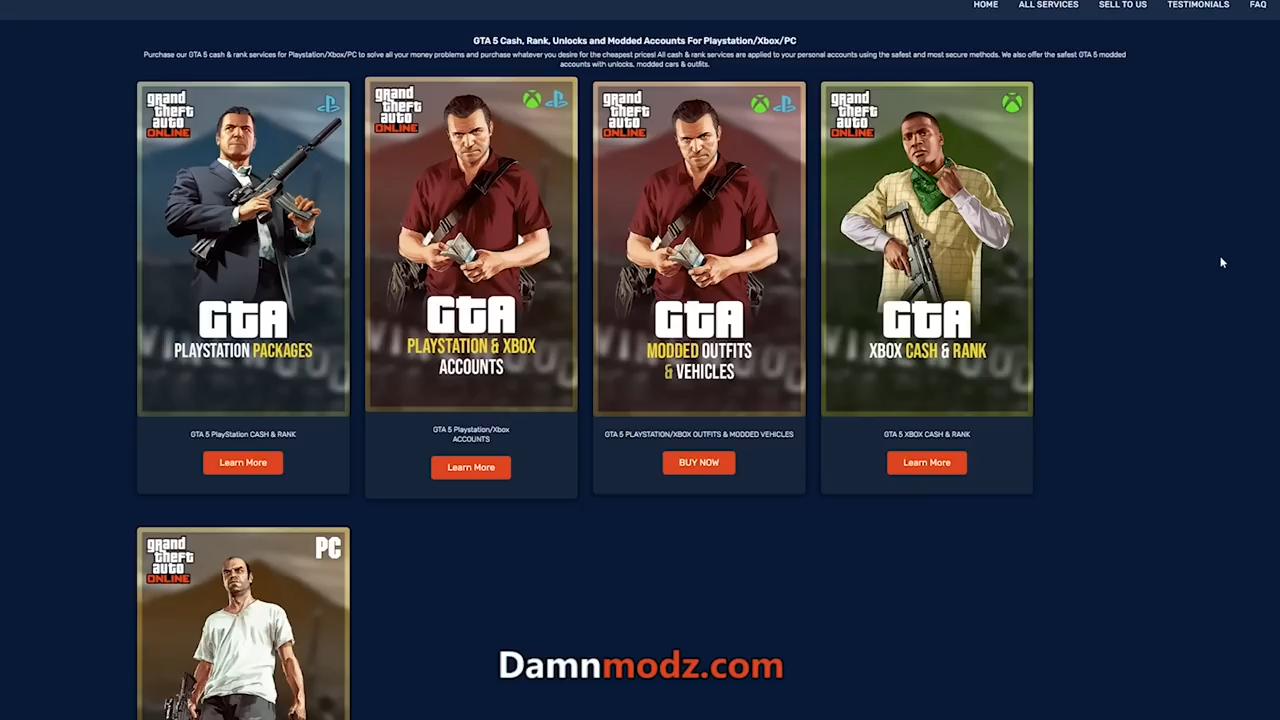 HOME ALL SERVICES SELL TO US TESTIMONIALS FAQ
GTA 5 Cash, Rank, Unlocks and Modded Accounts For Playstation/Xbox/PC
Purchase our GTA 5 cash & rank services for Playstation/Xbox/PC to solve all your money problems and purchase whatever you desire for the cheapest prices! All cash & rank services are applied to your personal accounts using the safest and most secure methods. We also offer the safest GTA 5 modded
accounts with unlocks, modded cars & outfits.
grand
theft
auto
ONLINE
GTA
PLAYSTATION PACKAGES
GTA 5 PlayStation CASH & RANK
Learn More
grand
theft
auto
ONLINE
GTA
PLAYSTATION & XBOX
ACCOUNTS
GTA 5 Playstation/Xbox
ACCOUNTS
Learn More
grand
theft
auto
ONLINE
GTA
MODDED OUTFITS
& VEHICLES
GTA 5 PLAYSTATION/XBOX OUTFITS & MODDED VEHICLES
BUY NOW
grand
theft
auto
ONLINE
GTA
XBOX CASH & RANK
GTA 5 XBOX CASH & RANK
Learn More
grand
theft
auto
ONLINE
PC
Damnmodz.com